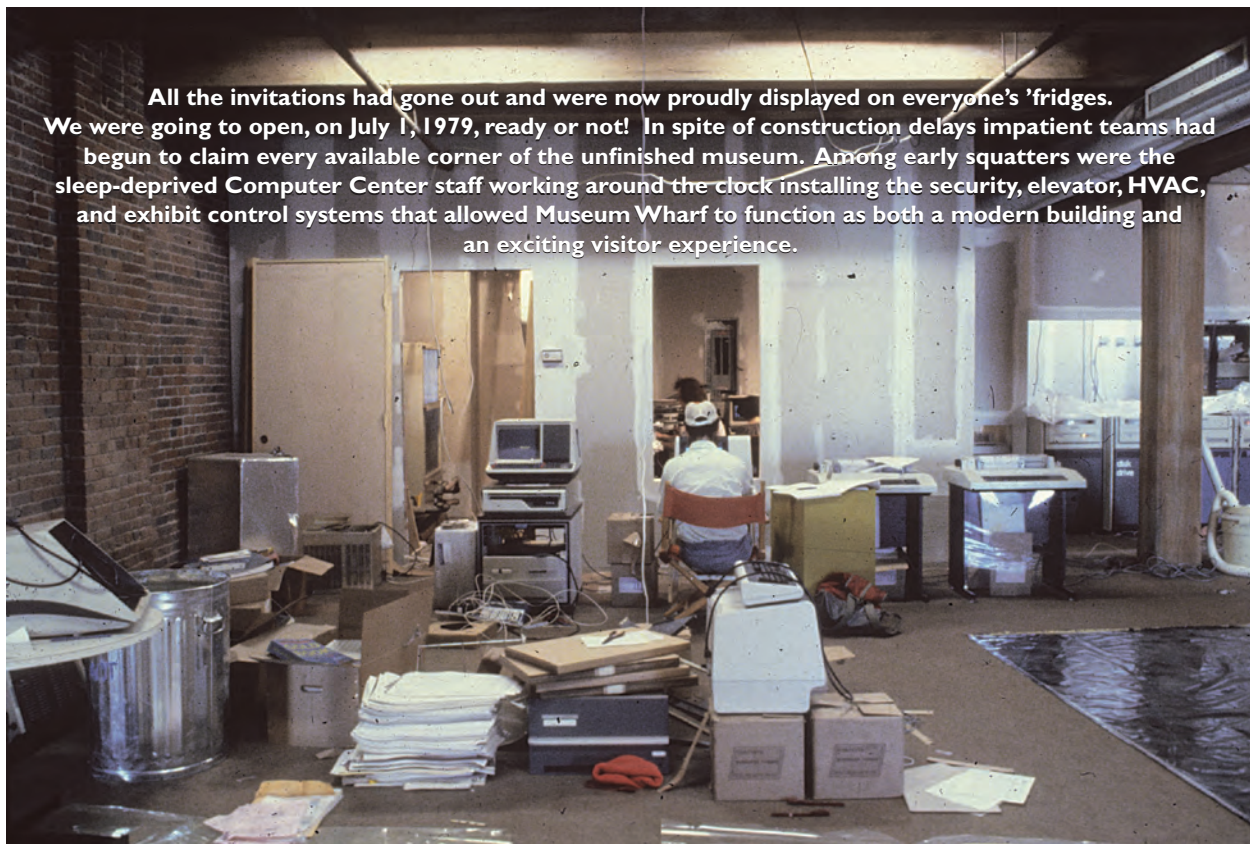 All the invitations had gone out and were now proudly displayed on everyone’s ’fridges.
We were going to open, on July 1, 1979, ready or not!  In spite of construction delays impatient teams had
begun to claim every available corner of the unfinished museum. Among early squatters were the
sleep-deprived Computer Center staff working around the clock installing the security, elevator, HVAC,
and exhibit control systems that allowed Museum Wharf to function as both a modern building and
an exciting visitor experience.
disk
drive